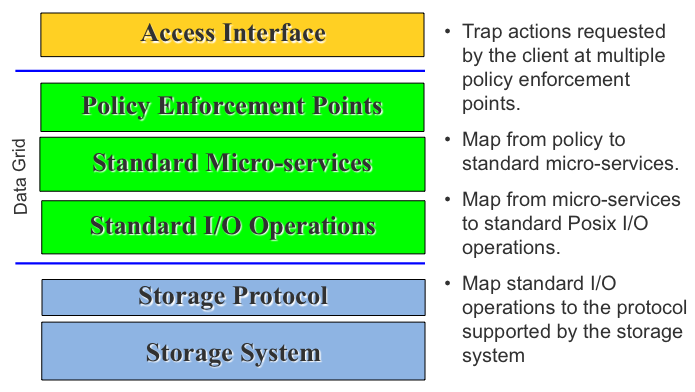 Access Interface
Data Grid
Policy Enforcement Points
Standard Micro-services
Standard I/O Operations
Storage Protocol
Storage System
• Trap actions requested
by the client at multiple
policy enforcement
points.
• Map from policy to
standard micro-services.
• Map from micro-services
to standard Posix I/O
operations.
• Map standard I/O
operations to the protocol
supported by the storage
system